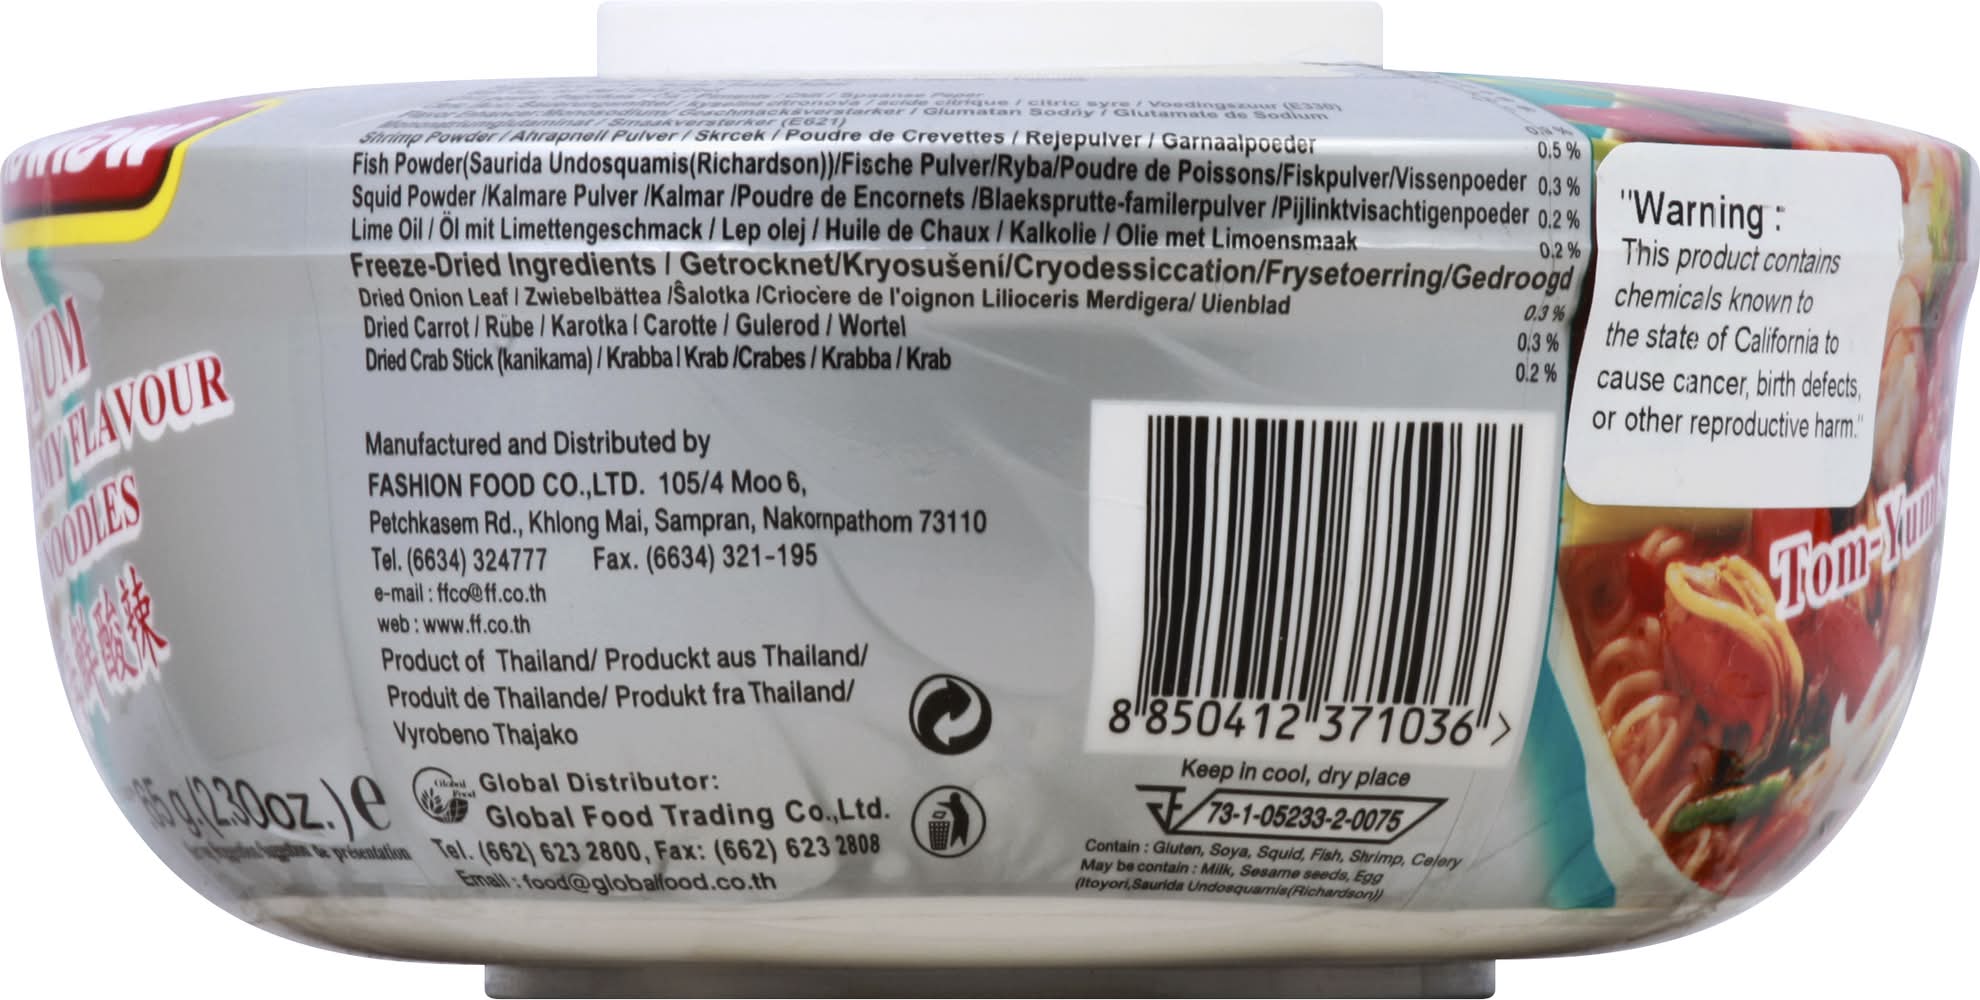 Shrimp Powder / Ahrapnell Pulver / Skrcek / Poudre de Crevettes / Rejepulver / Garnaalpoeder 0.5 %
Fish Powder(Saurida Undosquamis(Richardson))/Fische Pulver/Ryba/Poudre de Poissons/Fiskpulver/Vissenpoeder 0.3 %
Squid Powder /Kalmare Pulver /Kalmar /Poudre de Encornets /Blaeksprutte-familerpulver /Pijlinktvisachtigenpoeder 0.2 %
Lime Oil / Öl mit Limettengeschmack / Lep olej / Huile de Chaux / Kalkolie / Olie met Limoensmaak 0.2 %
Freeze-Dried Ingredients / Getrocknet/Kryosušení/Cryodessiccation/Frysetoerring/Gedroogd
Dried Onion Leaf / Zwiebelbättea /Šalotka /Criocère de l'oignon Lilioceris Merdigera/ Uienblad 0.3 %
Dried Carrot / Rübe / Karotka / Carotte / Gulerod / Wortel 0.3 %
Dried Crab Stick (kanikama) / Krabba / Krab /Crabes / Krabba / Krab 0.2 %
Manufactured and Distributed by
FASHION FOOD CO.,LTD. 105/4 Moo 6,
Petchkasem Rd., Khlong Mai, Sampran, Nakornpathom 73110
Tel. (6634) 324777 Fax. (6634) 321-195
e-mail : ffco@ff.co.th
web : www.ff.co.th
Product of Thailand/ Produckt aus Thailand/
Produit de Thailande/ Produkt fra Thailand/
Vyrobeno Thajako
Global Food
Global Distributor:
Global Food Trading Co.,Ltd.
Tel. (662) 623 2800, Fax: (662) 623 2808
Email : food@globalfood.co.th
8 850412 371036 >
Keep in cool, dry place
73-1-05233-2-0075
Contain : Gluten, Soya, Squid, Fish, Shrimp, Celery
May be contain : Milk, Sesame seeds, Egg
(Itoyori,Saurida Undosquamis(Richardson))
"Warning :
This product contains
chemicals known to
the state of California to
cause cancer, birth defects,
or other reproductive harm."
Tom-Yum
YUM
FLAVOUR
NOODLES
鮮酸辣
65 g.(2.30oz.) e